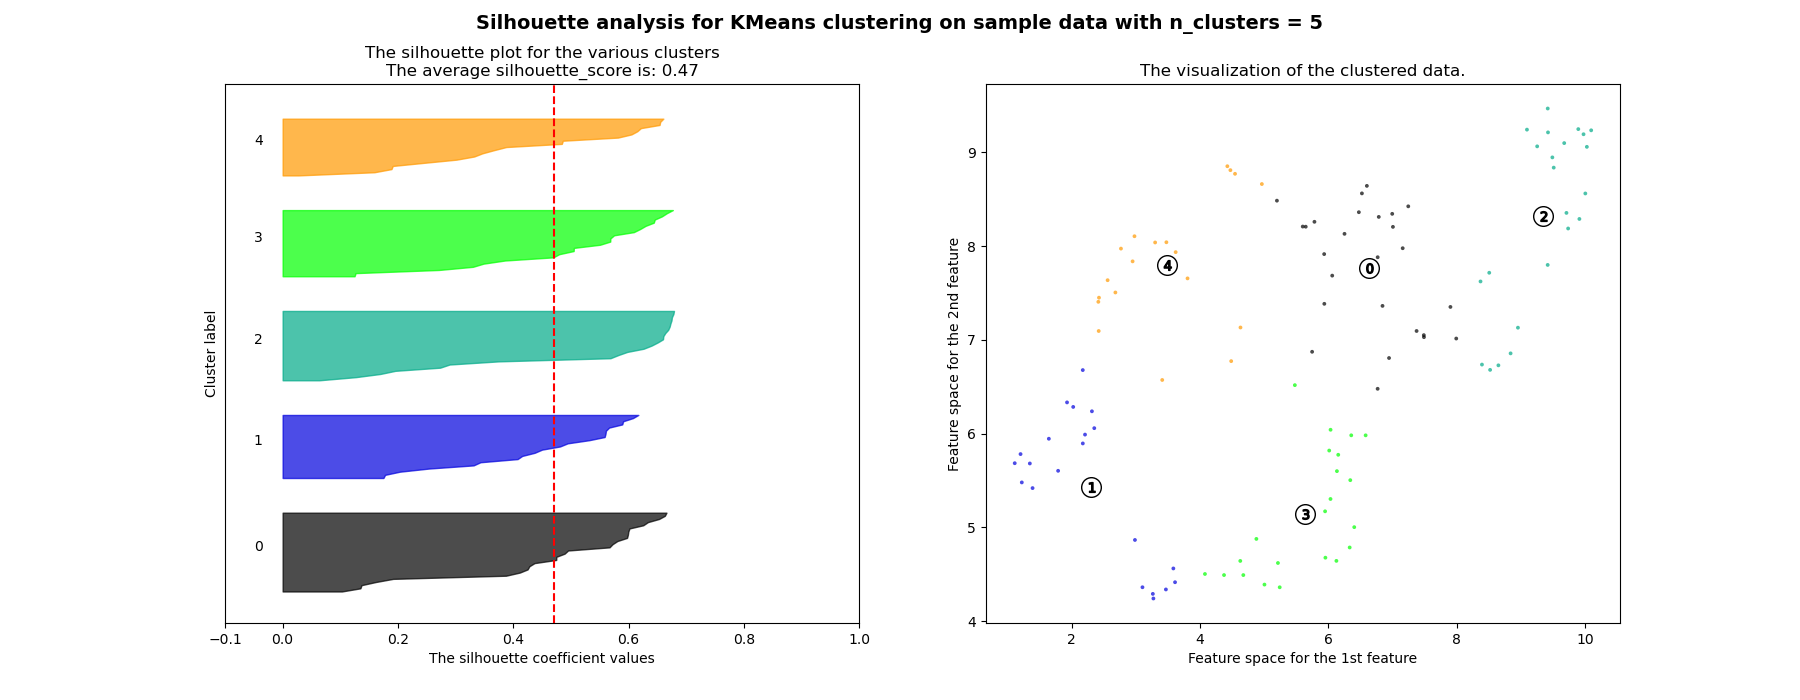 Silhouette analysis for KMeans clustering on sample data with n_clusters = 5
The silhouette plot for the various clusters
The average silhouette_score is: 0.47
4
3
2
1
0
Cluster label
−0.1 0.0 0.2 0.4 0.6 0.8 1.0
The silhouette coefficient values
The visualization of the clustered data.
9
8
7
6
5
4
Feature space for the 2nd feature
2
4
0
1
3
2 4 6 8 10
Feature space for the 1st feature